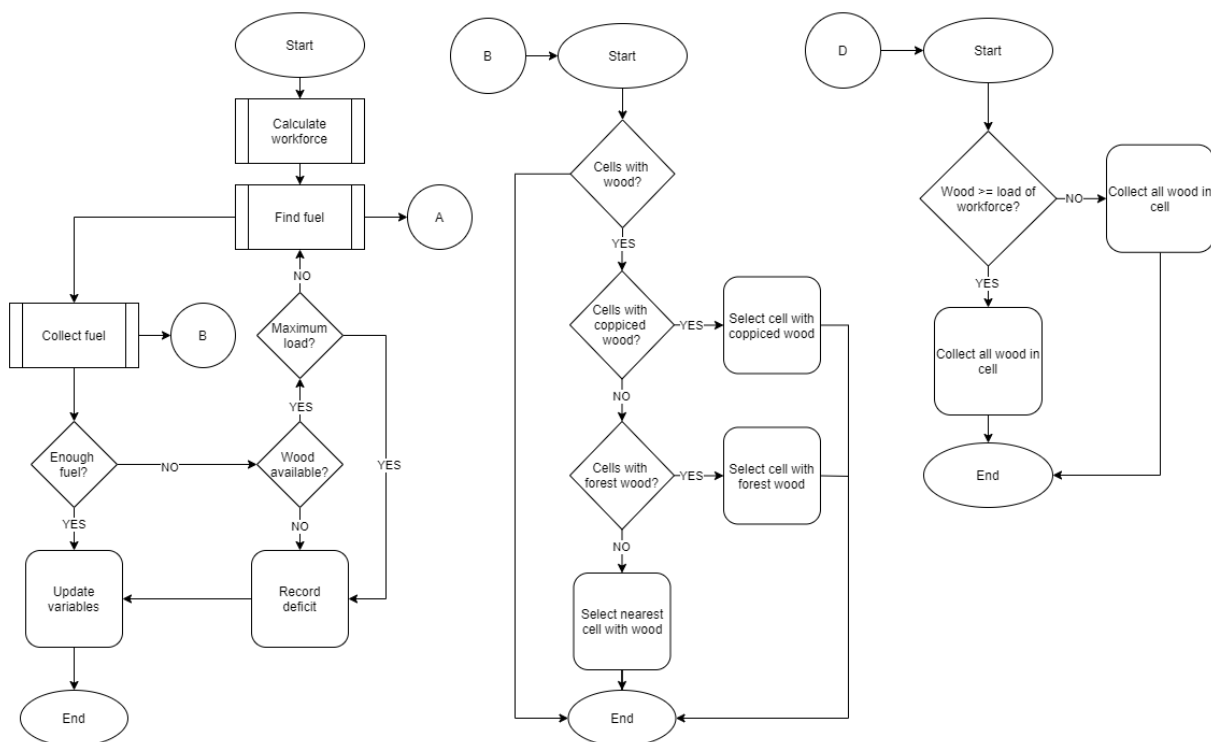 Start
Calculate
workforce
Find fuel
A
Collect fuel
B
NO
Maximum
load?
YES
YES
Enough
fuel?
NO
Wood
available?
YES
NO
Update
variables
Record
deficit
End
B
Start
Cells with
wood?
YES
Cells with
coppiced
wood?
YES
Select cell with
coppiced wood
NO
Cells with
forest wood?
YES
Select cell with
forest wood
NO
Select nearest
cell with wood
End
D
Start
Wood >= load of
workforce?
NO
Collect all wood in
cell
YES
Collect all wood in
cell
End